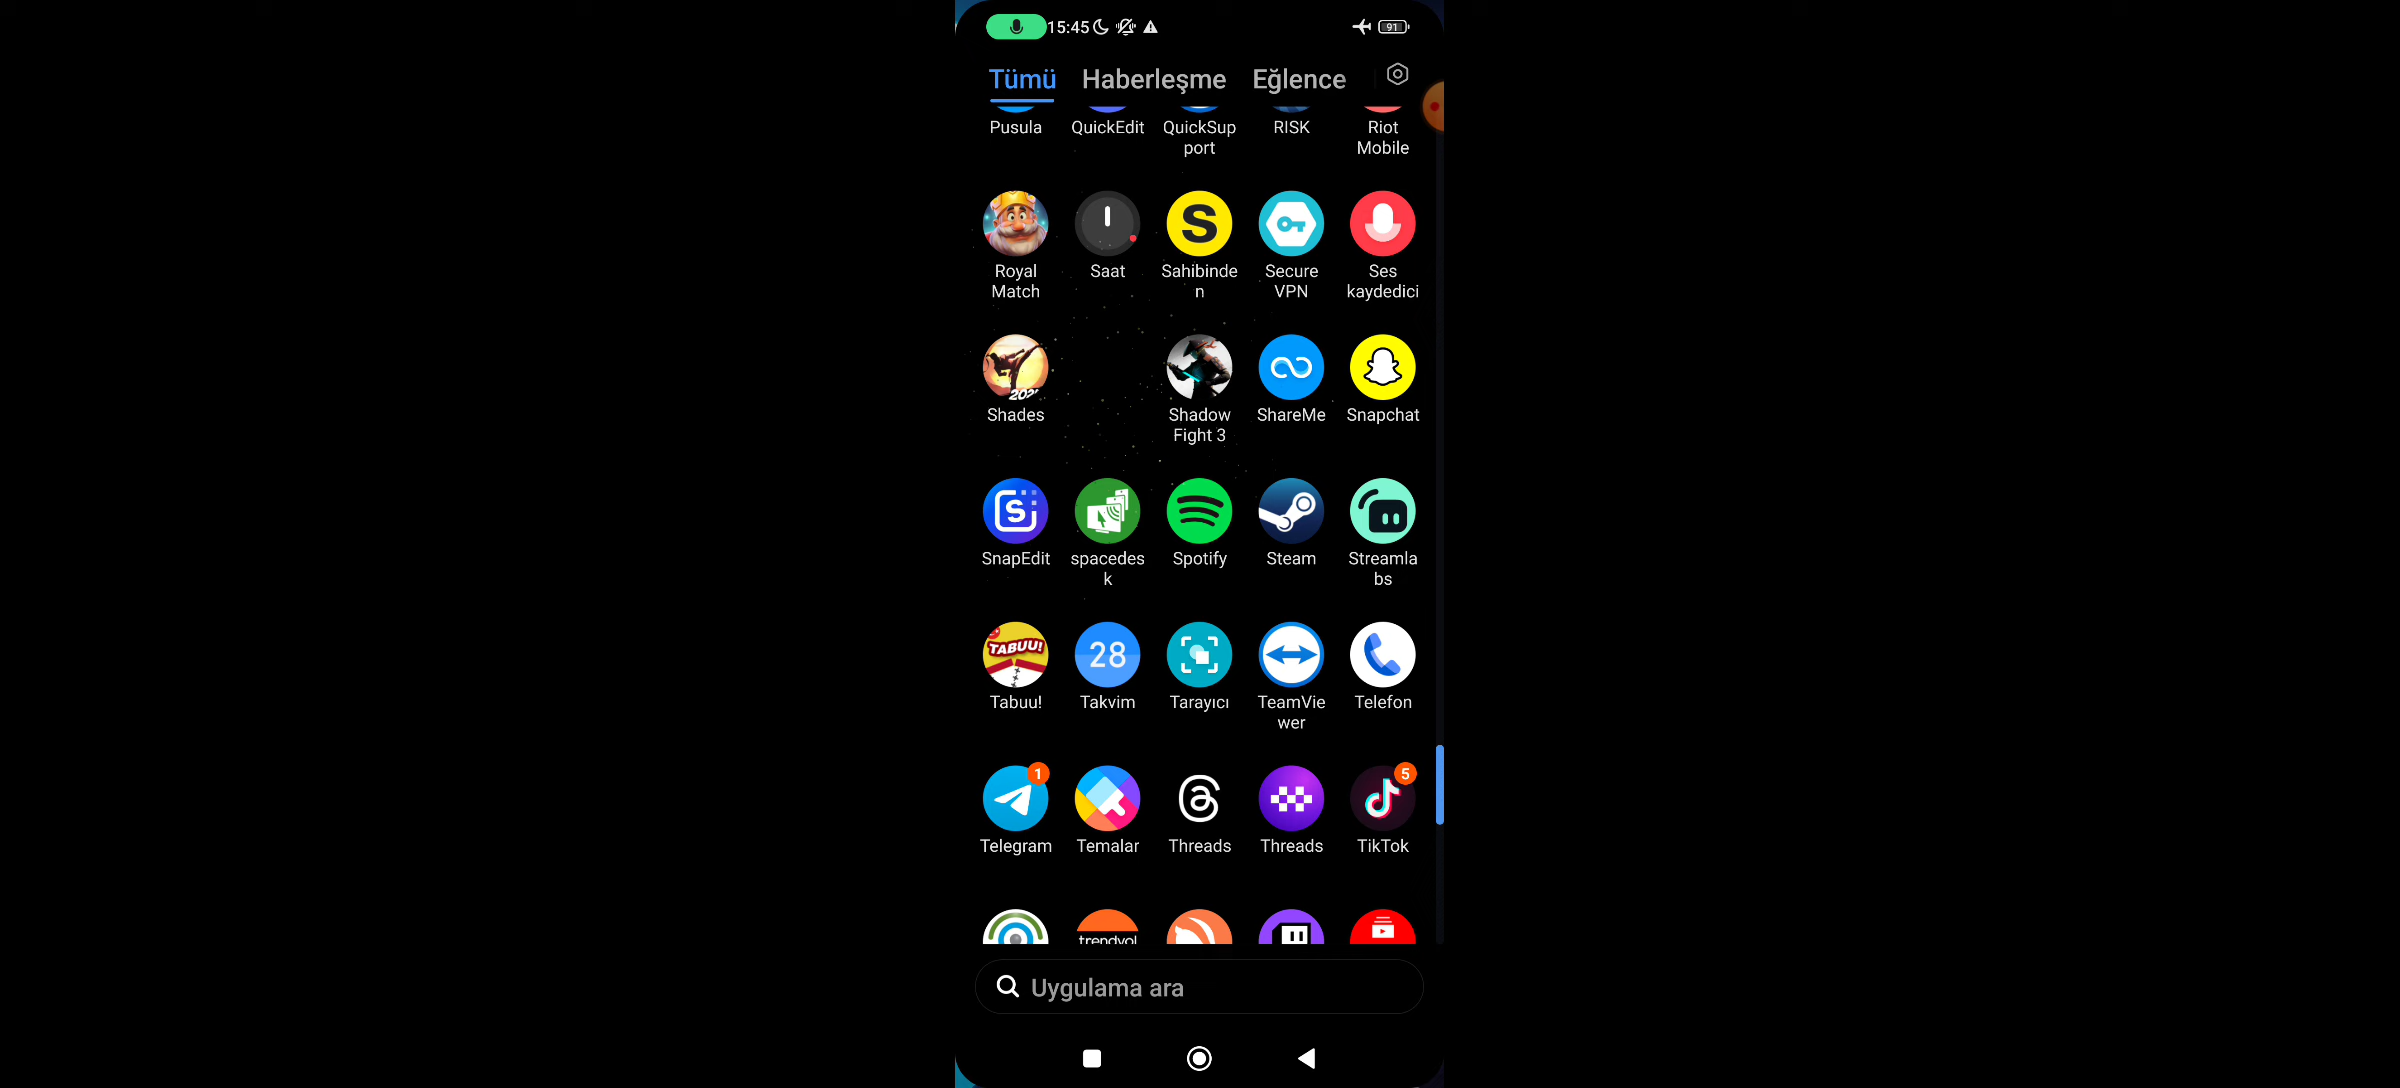 15:45 91
Tümü Haberleşme Eğlence
Pusula QuickEdit QuickSup RISK Riot
port Mobile
S
Royal Saat Sahibinde Secure Ses
Match n VPN kaydedici
202
Shades Shadow ShareMe Snapchat
Fight 3
S
SnapEdit spacedes Spotify Steam Streamla
k bs
TABUU! 28
Tabuu! Takvim Tarayıcı TeamVie Telefon
wer
1 5
Telegram Temalar Threads Threads TikTok
trendyol
Uygulama ara